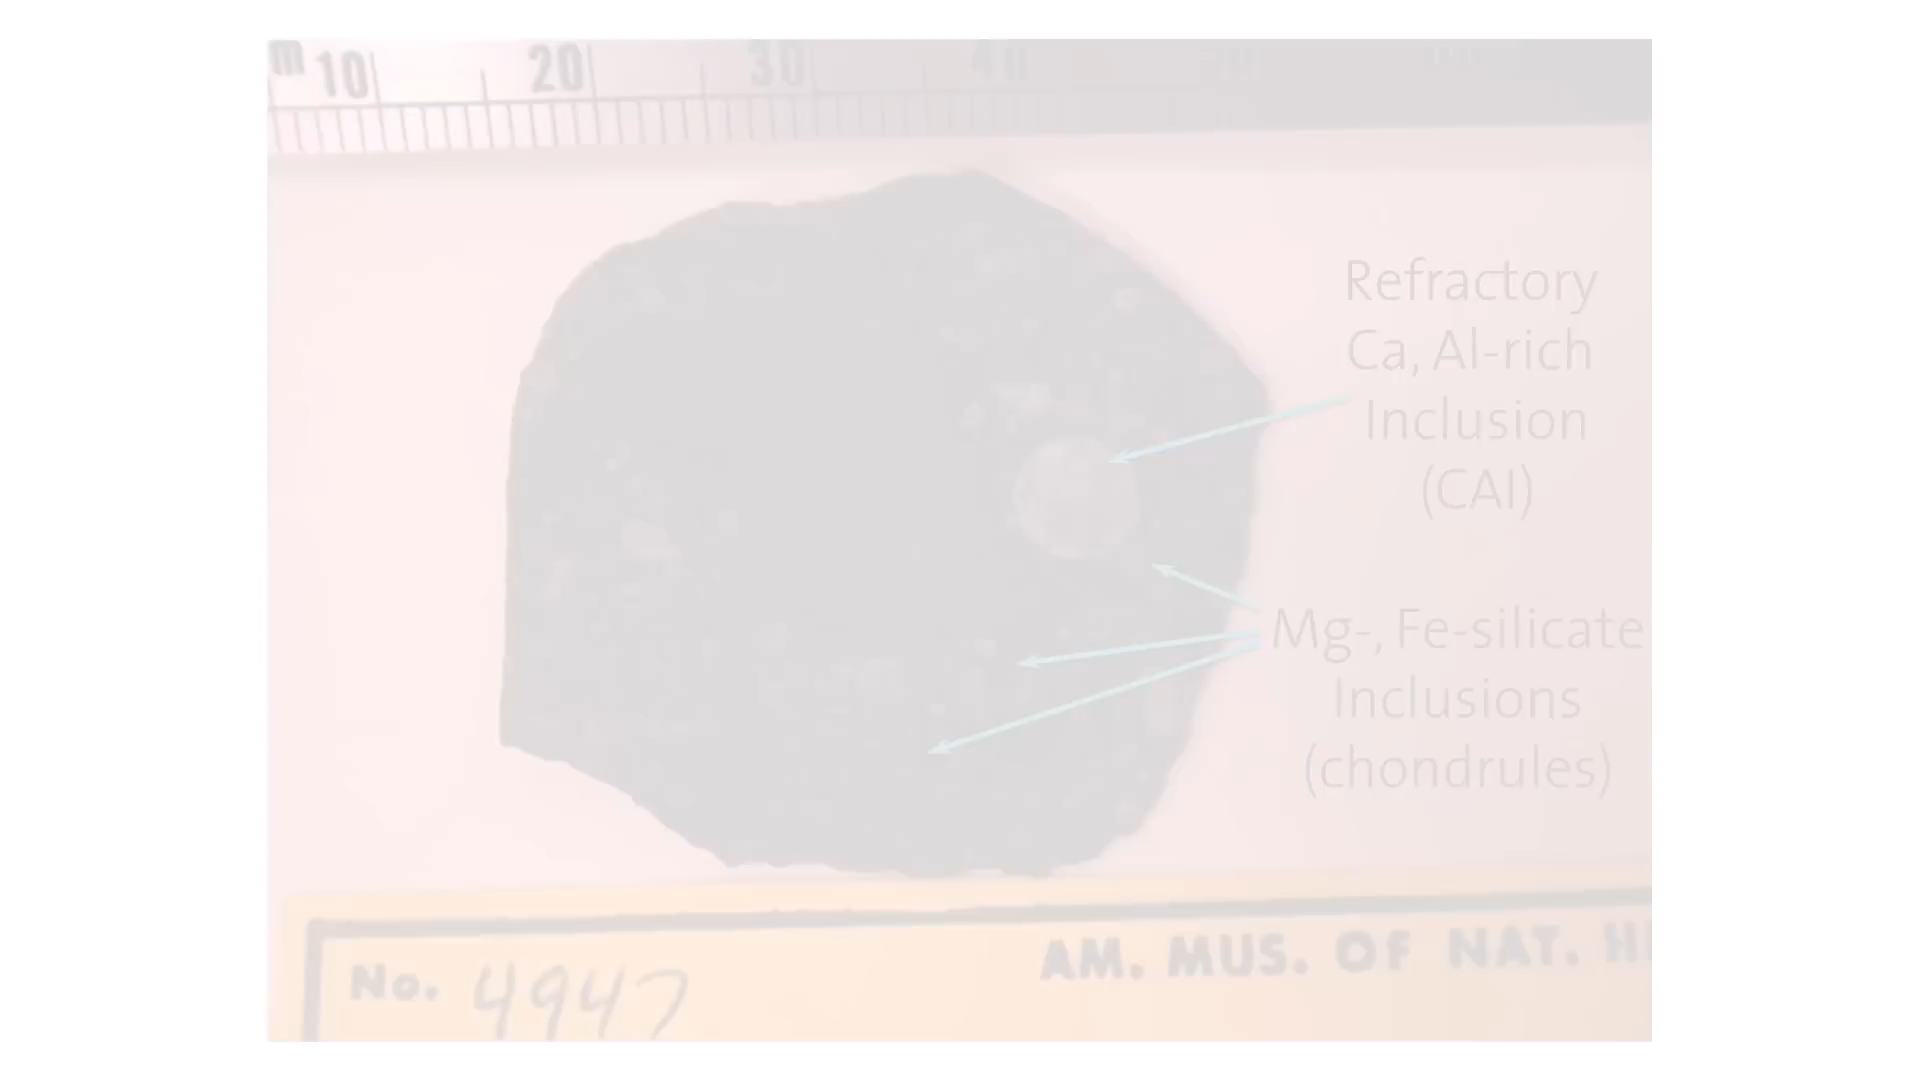 m 10 20 30 40
Refractory
Ca, Al-rich
Inclusion
(CAI)
Mg-, Fe-silicate
Inclusions
(chondrules)
AM. MUS. OF NAT.
No. 4947